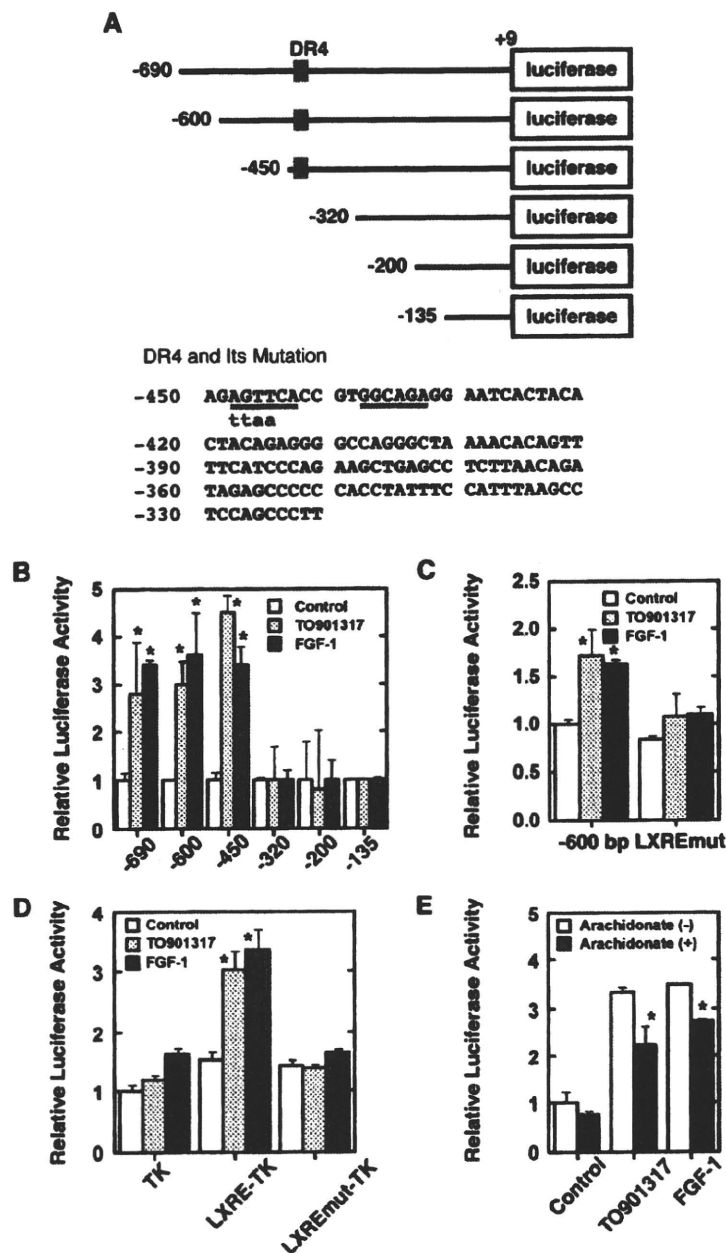 A
DR4
+9
-690 luciferase
-600 luciferase
-450 luciferase
-320 luciferase
-200 luciferase
-135 luciferase
DR4 and Its Mutation
-450 AGAGTTCACC GTGGCAGAGG AATCACTACA
ttaa
-420 CTACAGAGGG GCCAGGGCTA AAACACAGTT
-390 TTCATCCCAG AAGCTGAGCC TCTTAACAGA
-360 TAGAGCCCCC CACCTATTTC CATTTAAGCC
-330 TCCAGCCCTT
B
Relative Luciferase Activity
5
4
3
2
1
0
Control
TO901317
FGF-1
* * * * * *
-690 -600 -450 -320 -200 -135
C
Relative Luciferase Activity
2.5
2.0
1.5
1.0
0.5
0.0
Control
TO901317
FGF-1
* *
-600 bp LXREmut
D
Relative Luciferase Activity
4
3
2
1
0
Control
TO901317
FGF-1
* *
TK LXRE-TK LXREmut-TK
E
Relative Luciferase Activity
5
4
3
2
1
0
Arachidonate (-)
Arachidonate (+)
* *
Control TO901317 FGF-1